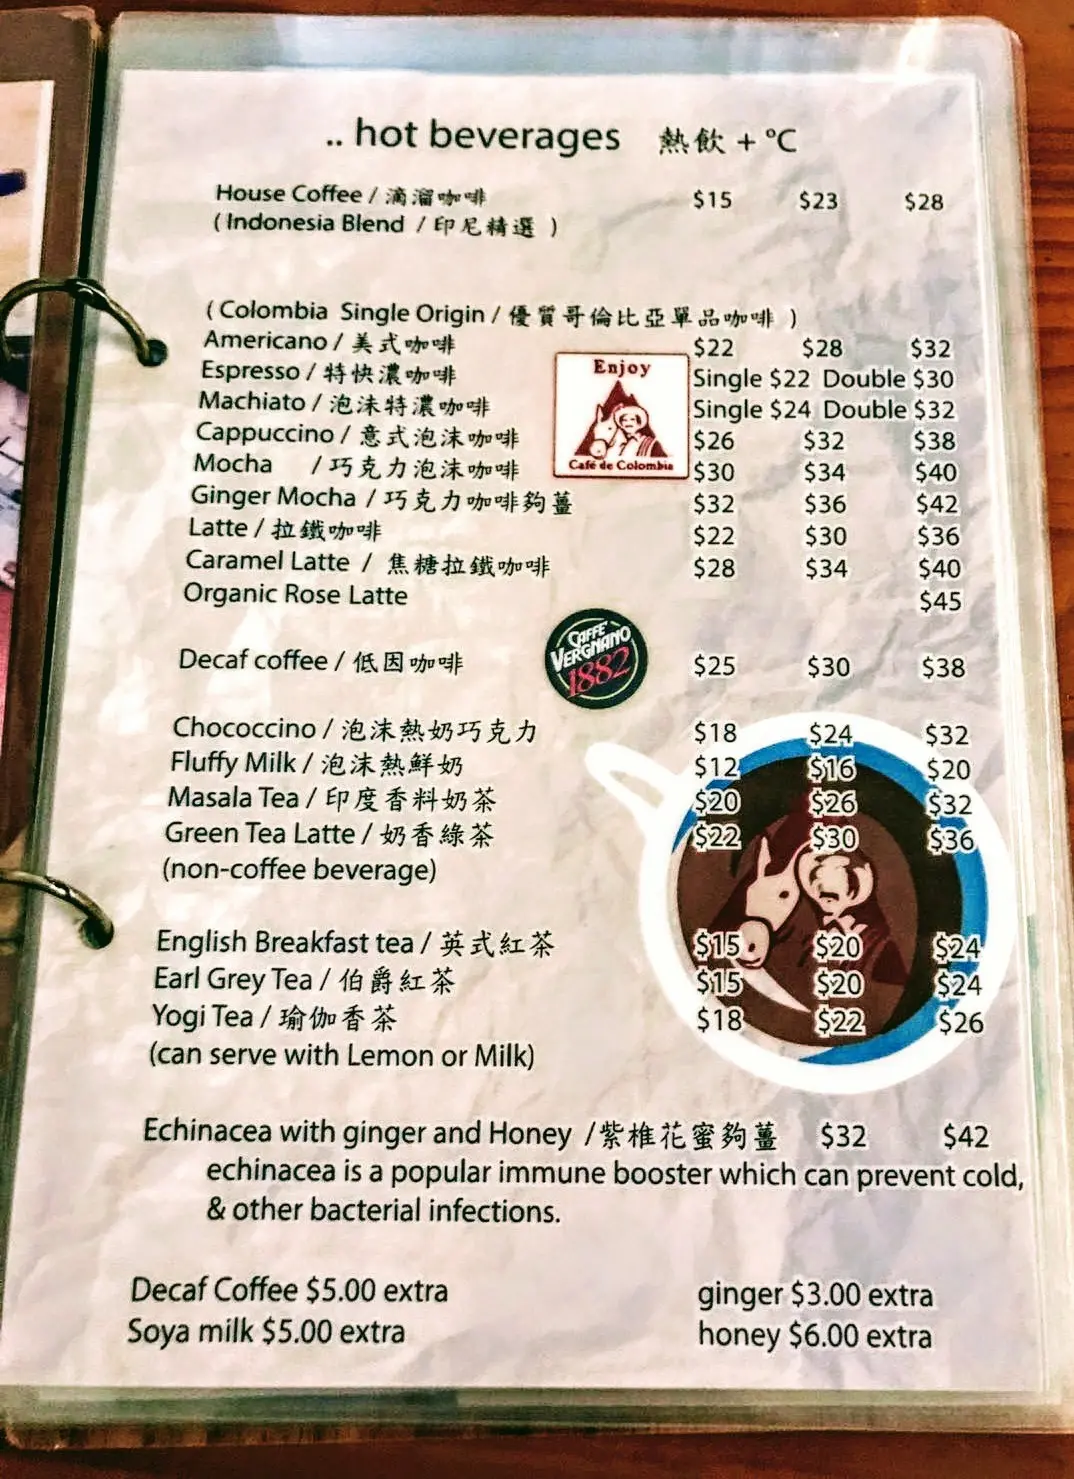 .. hot beverages 熱飲 + °C
House Coffee / 滴溜咖啡 $15 $23 $28
( Indonesia Blend / 印尼精選 )
( Colombia Single Origin / 優質哥倫比亞單品咖啡 )
Americano / 美式咖啡 $22 $28 $32
Espresso / 特快濃咖啡 Single $22 Double $30
Machiato / 泡沫特濃咖啡 Single $24 Double $32
Cappuccino / 意式泡沫咖啡 $26 $32 $38
Mocha / 巧克力泡沫咖啡 $30 $34 $40
Ginger Mocha / 巧克力咖啡夠薑 $32 $36 $42
Latte / 拉鐵咖啡 $22 $30 $36
Caramel Latte / 焦糖拉鐵咖啡 $28 $34 $40
Organic Rose Latte $45
Enjoy
Café de Colombia
Decaf coffee / 低因咖啡 $25 $30 $38
CAFFÈ
VERGNANO
1882
Chococcino / 泡沫熱奶巧克力 $18 $24 $32
Fluffy Milk / 泡沫熱鮮奶 $12 $16 $20
Masala Tea / 印度香料奶茶 $20 $26 $32
Green Tea Latte / 奶香綠茶 $22 $30 $36
(non-coffee beverage)
English Breakfast tea / 英式紅茶 $15 $20 $24
Earl Grey Tea / 伯爵紅茶 $15 $20 $24
Yogi Tea / 瑜伽香茶 $18 $22 $26
(can serve with Lemon or Milk)
Echinacea with ginger and Honey /紫椎花蜜夠薑 $32 $42
echinacea is a popular immune booster which can prevent cold,
& other bacterial infections.
Decaf Coffee $5.00 extra ginger $3.00 extra
Soya milk $5.00 extra honey $6.00 extra